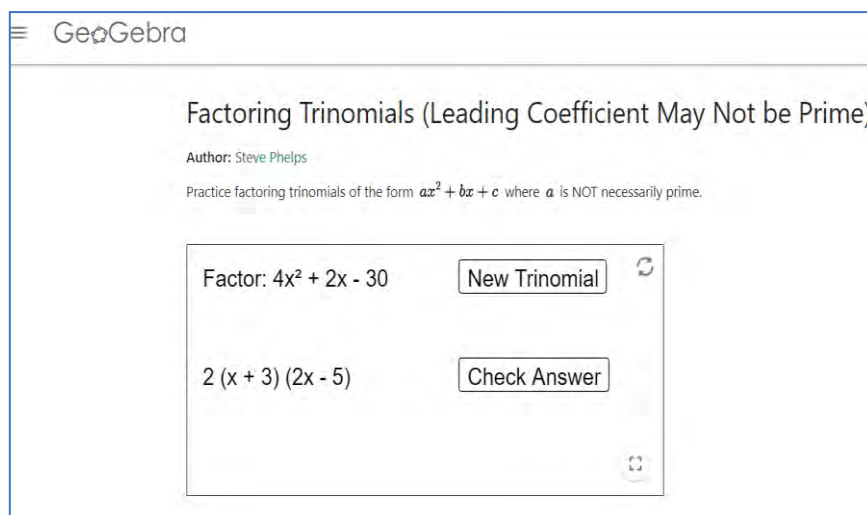 GeoGebra
Factoring Trinomials (Leading Coefficient May Not be Prime)
Author: Steve Phelps
Practice factoring trinomials of the form ax² + bx + c where a is NOT necessarily prime.
Factor: 4x² + 2x - 30 New Trinomial
2 (x + 3) (2x - 5) Check Answer